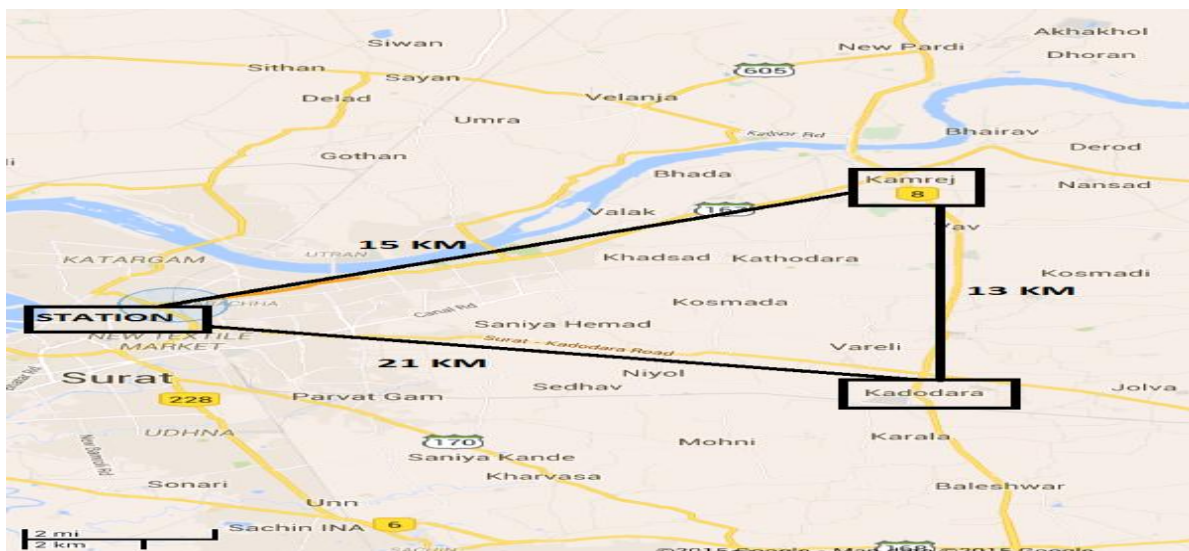 Akhakhol
Siwan
New Pardi
Dhoran
Sithan
Sayan
605
Delad
Velanja
Umra
Kathor Rd
Bhairav
Derod
Gothan
Bhada
Kamrej
Nansad
8
Valak
167
Vav
15 KM
KATARGAM
UTRAN
Khadsad
Kathodara
Kosmadi
13 KM
Canal Rd
Kosmada
STATION
Saniya Hemad
NEW TEXTILE
MARKET
Surat - Kadodara Road
Vareli
21 KM
Niyol
Surat
Sedhav
Kadodara
Jolva
228
Parvat Gam
UDHNA
170
Mohni
Karala
Saniya Kande
Kharvasa
Sonari
Baleshwar
Unn
Sachin INA
6
2 mi
2 km
SACHIN
168